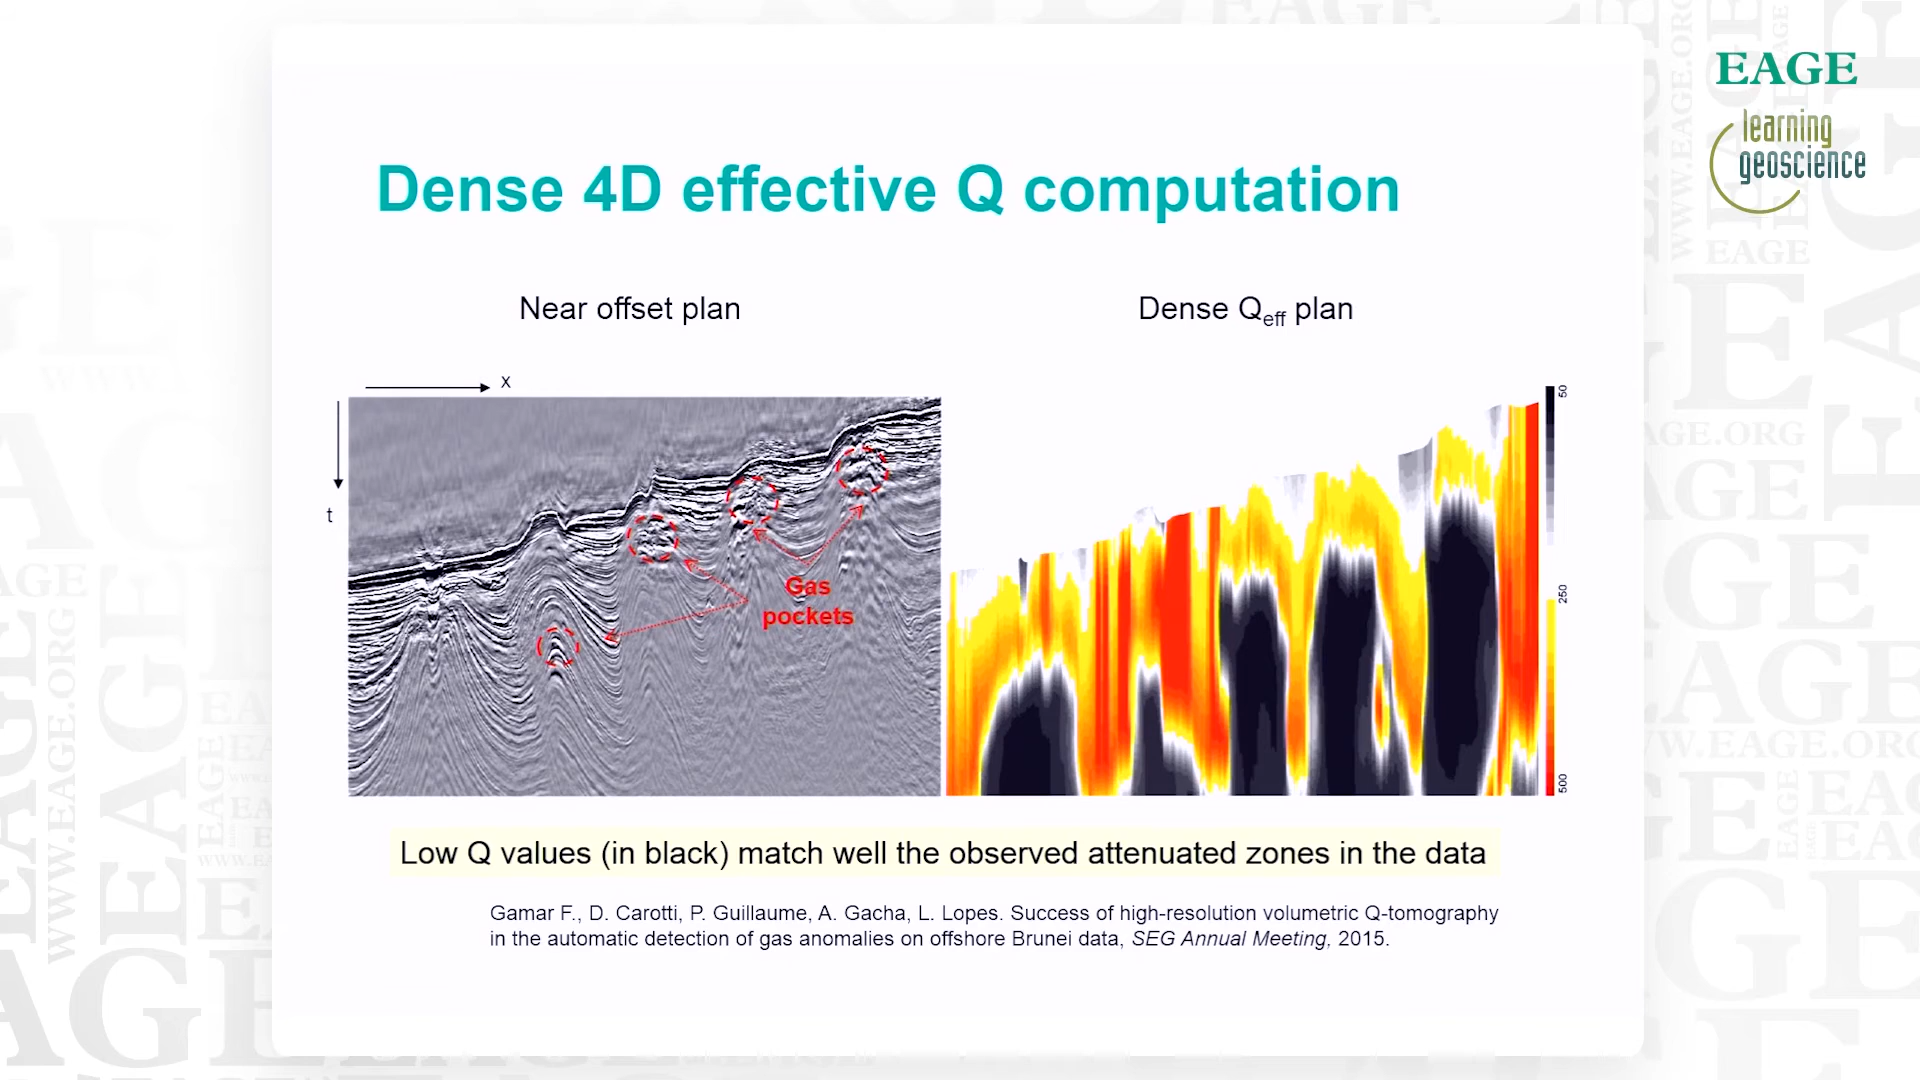 EAGE
learning
geoscience
Dense 4D effective Q computation
Near offset plan
Dense Qeff plan
x
t
Gas
pockets
50
250
500
Low Q values (in black) match well the observed attenuated zones in the data
Gamar F., D. Carotti, P. Guillaume, A. Gacha, L. Lopes. Success of high-resolution volumetric Q-tomography
in the automatic detection of gas anomalies on offshore Brunei data, SEG Annual Meeting, 2015.